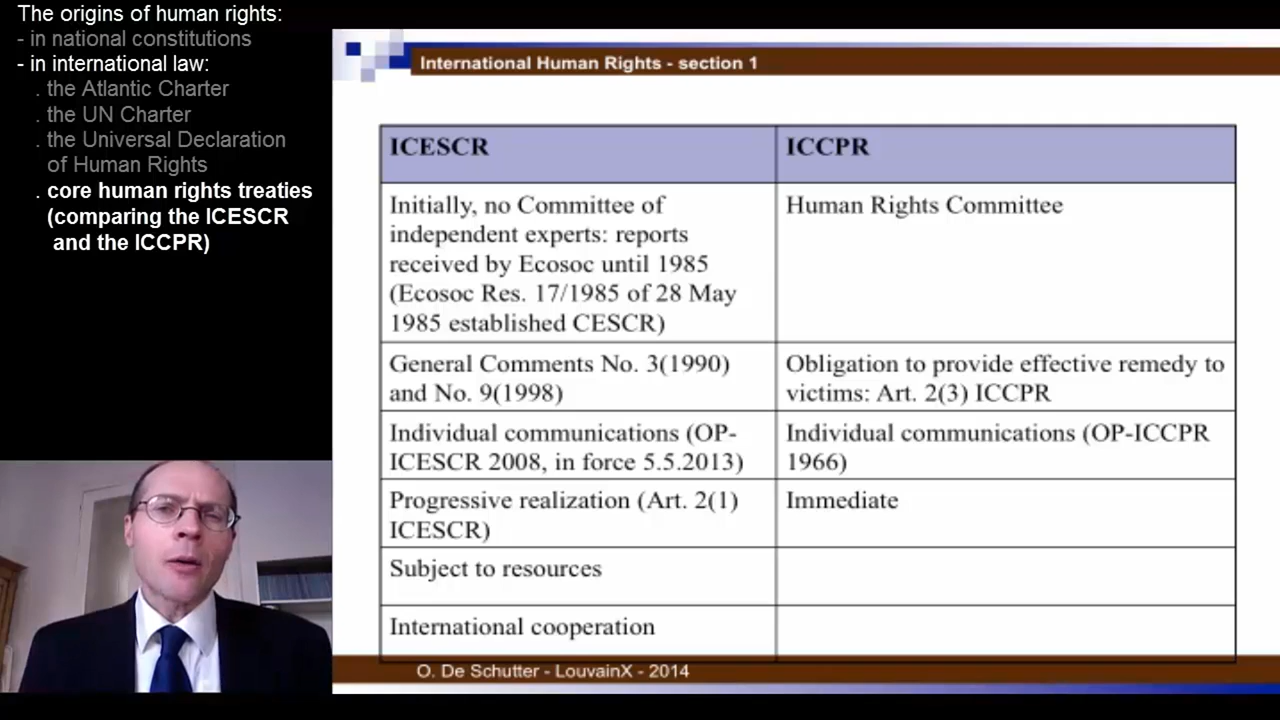 The origins of human rights:
- in national constitutions
- in international law:
. the Atlantic Charter
. the UN Charter
. the Universal Declaration
of Human Rights
. core human rights treaties
(comparing the ICESCR
and the ICCPR)
International Human Rights - section 1
ICESCR
ICCPR
Initially, no Committee of
independent experts: reports
received by Ecosoc until 1985
(Ecosoc Res. 17/1985 of 28 May
1985 established CESCR)
Human Rights Committee
General Comments No. 3(1990)
and No. 9(1998)
Obligation to provide effective remedy to
victims: Art. 2(3) ICCPR
Individual communications (OP-
ICESCR 2008, in force 5.5.2013)
Individual communications (OP-ICCPR
1966)
Progressive realization (Art. 2(1)
ICESCR)
Immediate
Subject to resources
International cooperation
O. De Schutter - LouvainX - 2014